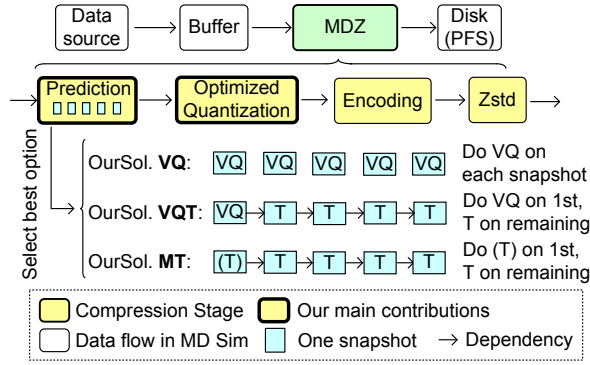 Data source
Buffer
MDZ
Disk (PFS)
Prediction
Optimized Quantization
Encoding
Zstd
Select best option
OurSol. VQ: VQ VQ VQ VQ VQ Do VQ on each snapshot
OurSol. VQT: VQ T T T T Do VQ on 1st, T on remaining
OurSol. MT: (T) T T T T Do (T) on 1st, T on remaining
Compression Stage
Our main contributions
Data flow in MD Sim
One snapshot
Dependency